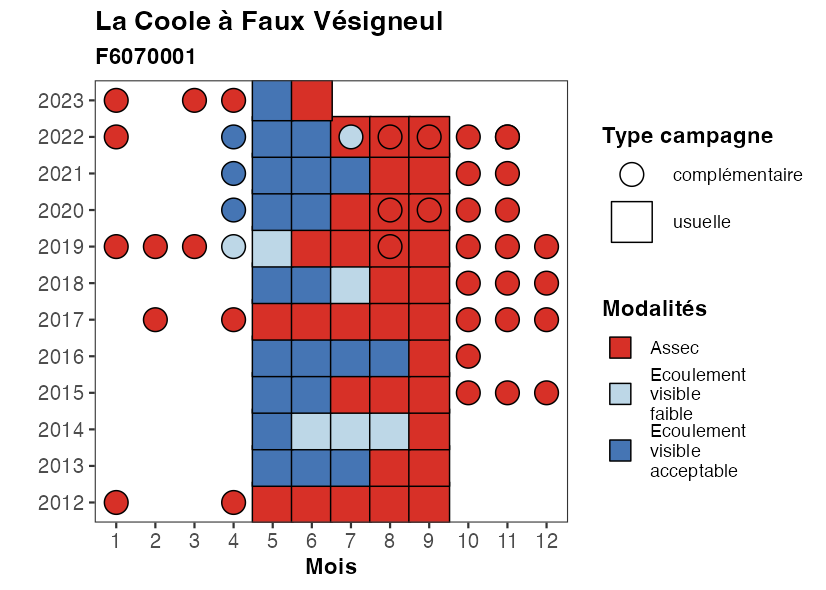 La Coole à Faux Vésigneul
F6070001
2023
2022
2021
2020
2019
2018
2017
2016
2015
2014
2013
2012
1 2 3 4 5 6 7 8 9 10 11 12
Mois
Type campagne
complémentaire
usuelle
Modalités
Assec
Ecoulement
visible
faible
Ecoulement
visible
acceptable